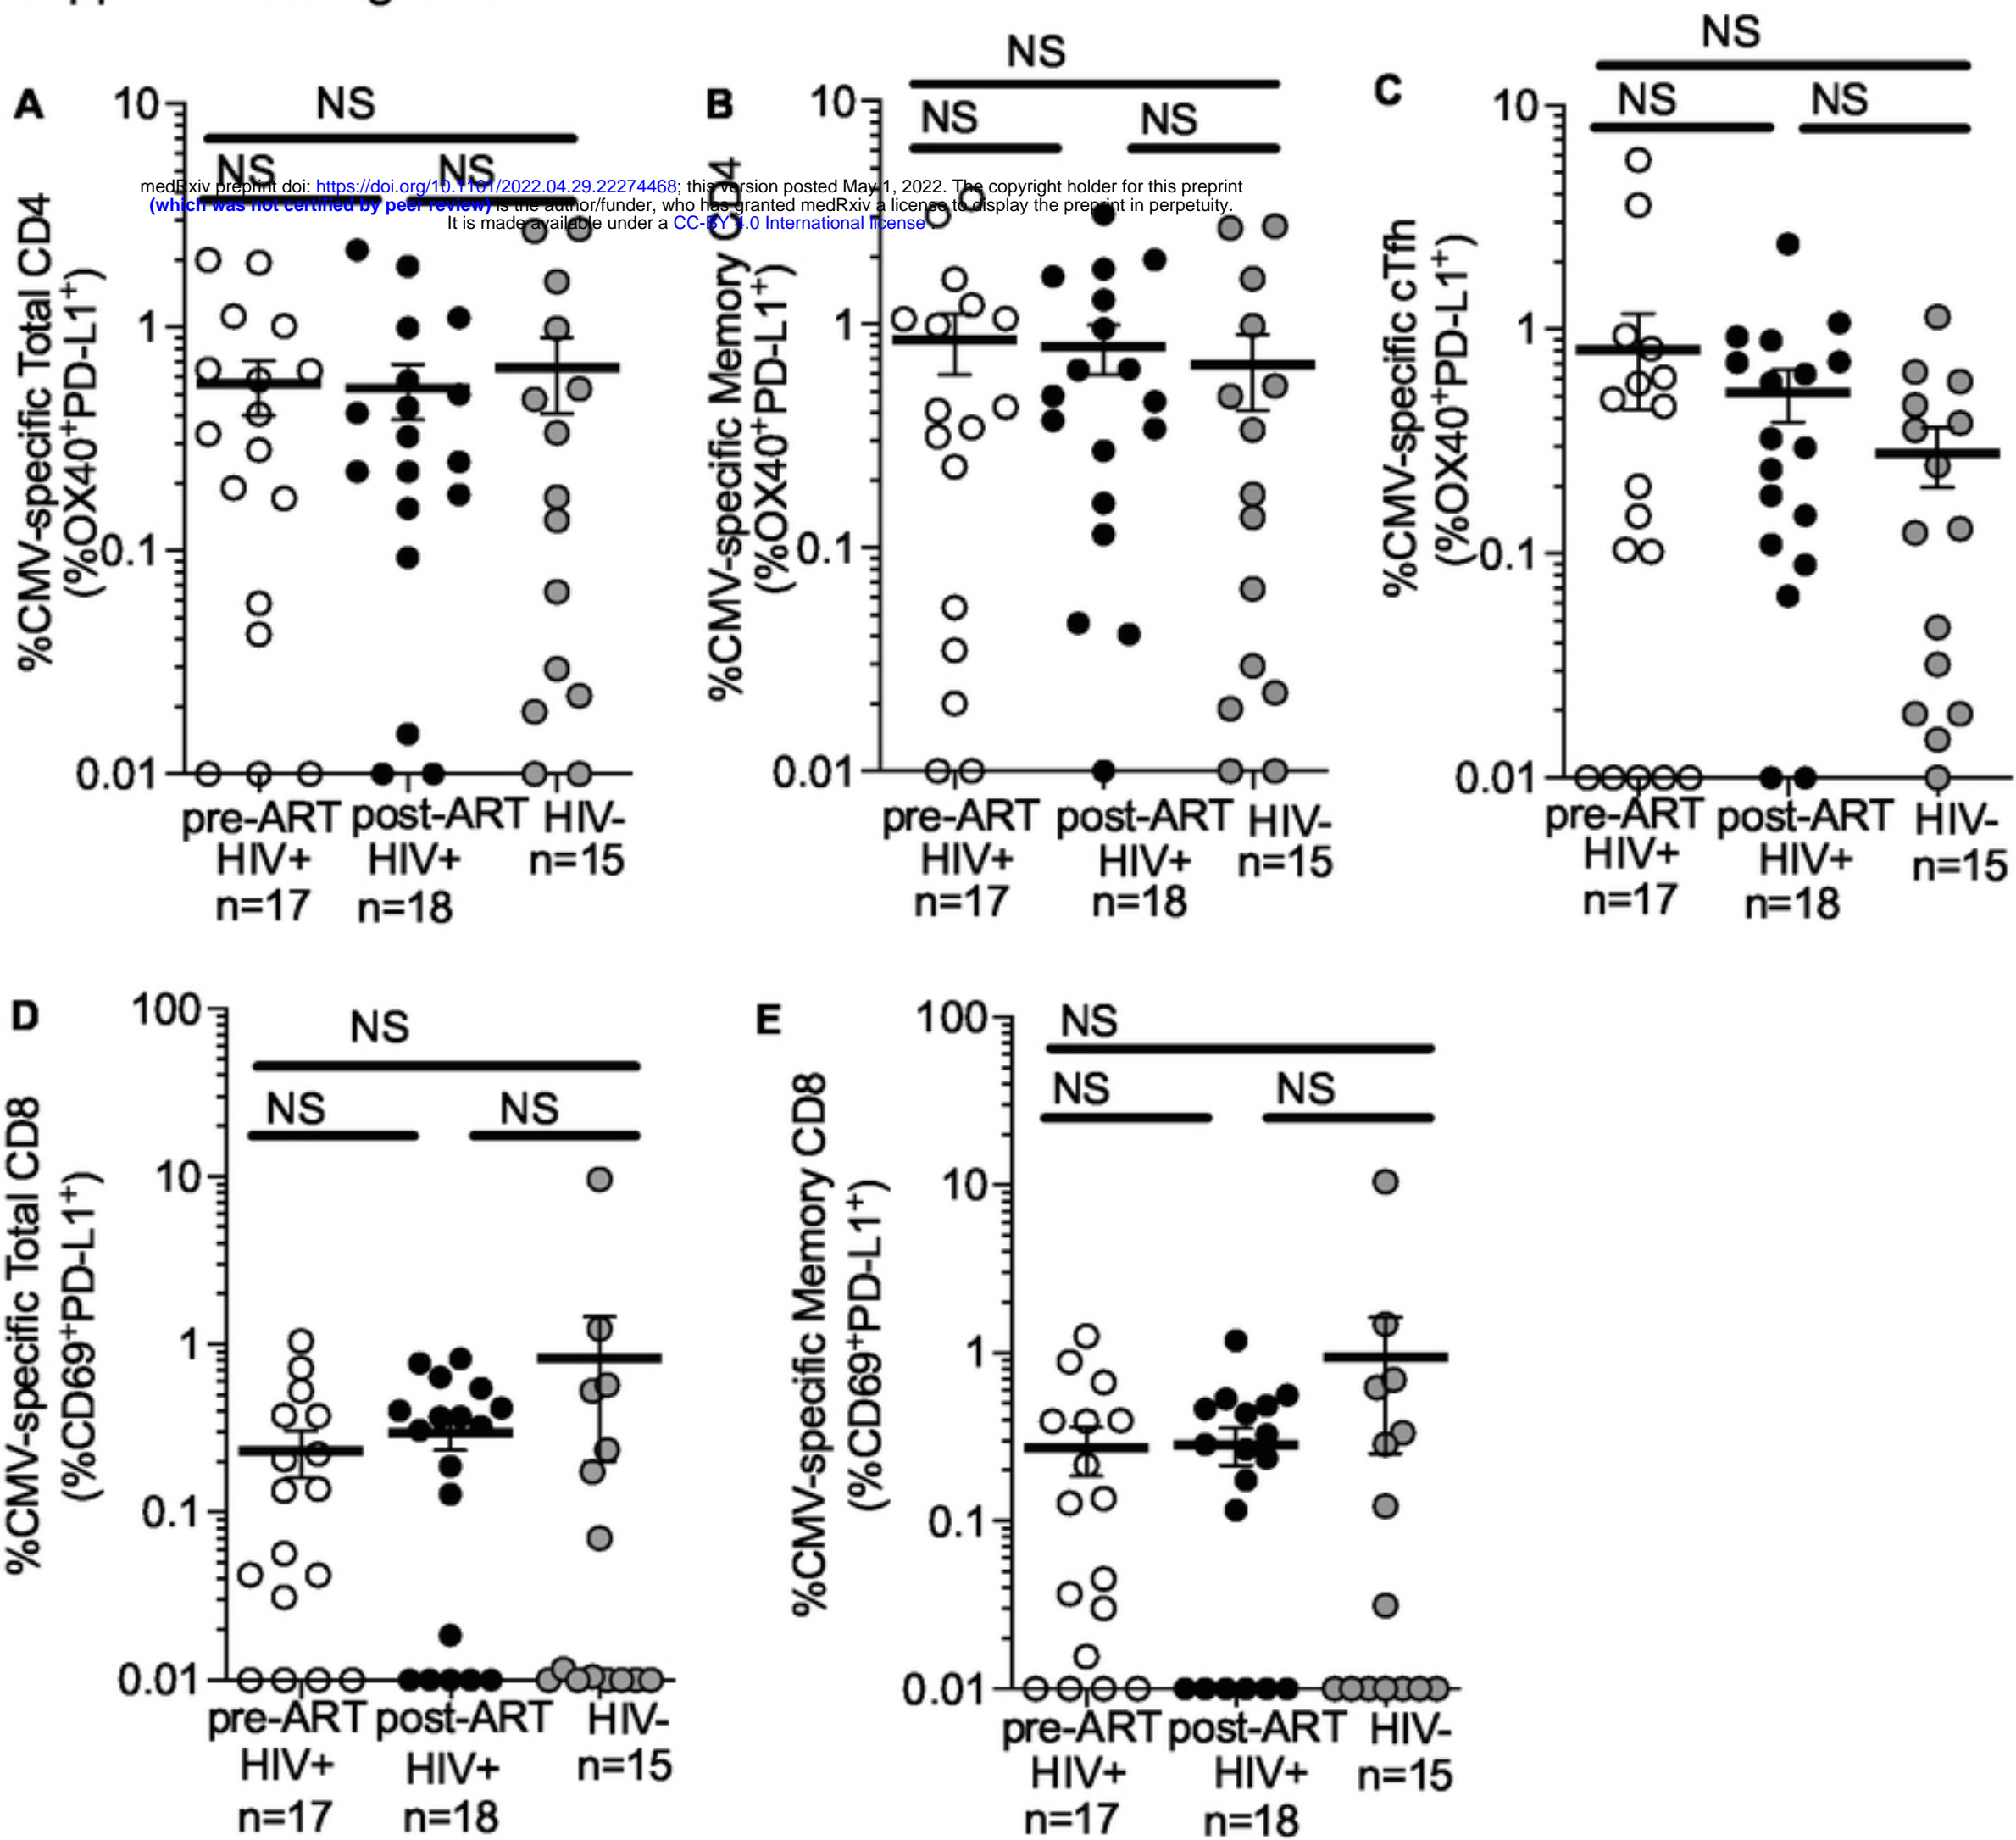 A
10
NS
NS
NS
1
0.1
0.01
%CMV-specific Total CD4
(%OX40⁺PD-L1⁺)
pre-ART
HIV+
n=17
post-ART
HIV+
n=18
HIV-
n=15
medRxiv preprint doi: https://doi.org/10.1101/2022.04.29.22274468; this version posted May 1, 2022. The copyright holder for this preprint
(which was not certified by peer review) is the author/funder, who has granted medRxiv a license to display the preprint in perpetuity.
It is made available under a CC-BY 4.0 International license .
B
NS
10
NS
NS
1
0.1
0.01
%CMV-specific Memory CD4
(%OX40⁺PD-L1⁺)
pre-ART
HIV+
n=17
post-ART
HIV+
n=18
HIV-
n=15
C
NS
10
NS
NS
1
0.1
0.01
%CMV-specific cTfh
(%OX40⁺PD-L1⁺)
pre-ART
HIV+
n=17
post-ART
HIV+
n=18
HIV-
n=15
D
100
NS
NS
NS
10
1
0.1
0.01
%CMV-specific Total CD8
(%CD69⁺PD-L1⁺)
pre-ART
HIV+
n=17
post-ART
HIV+
n=18
HIV-
n=15
E
100
NS
NS
NS
10
1
0.1
0.01
%CMV-specific Memory CD8
(%CD69⁺PD-L1⁺)
pre-ART
HIV+
n=17
post-ART
HIV+
n=18
HIV-
n=15